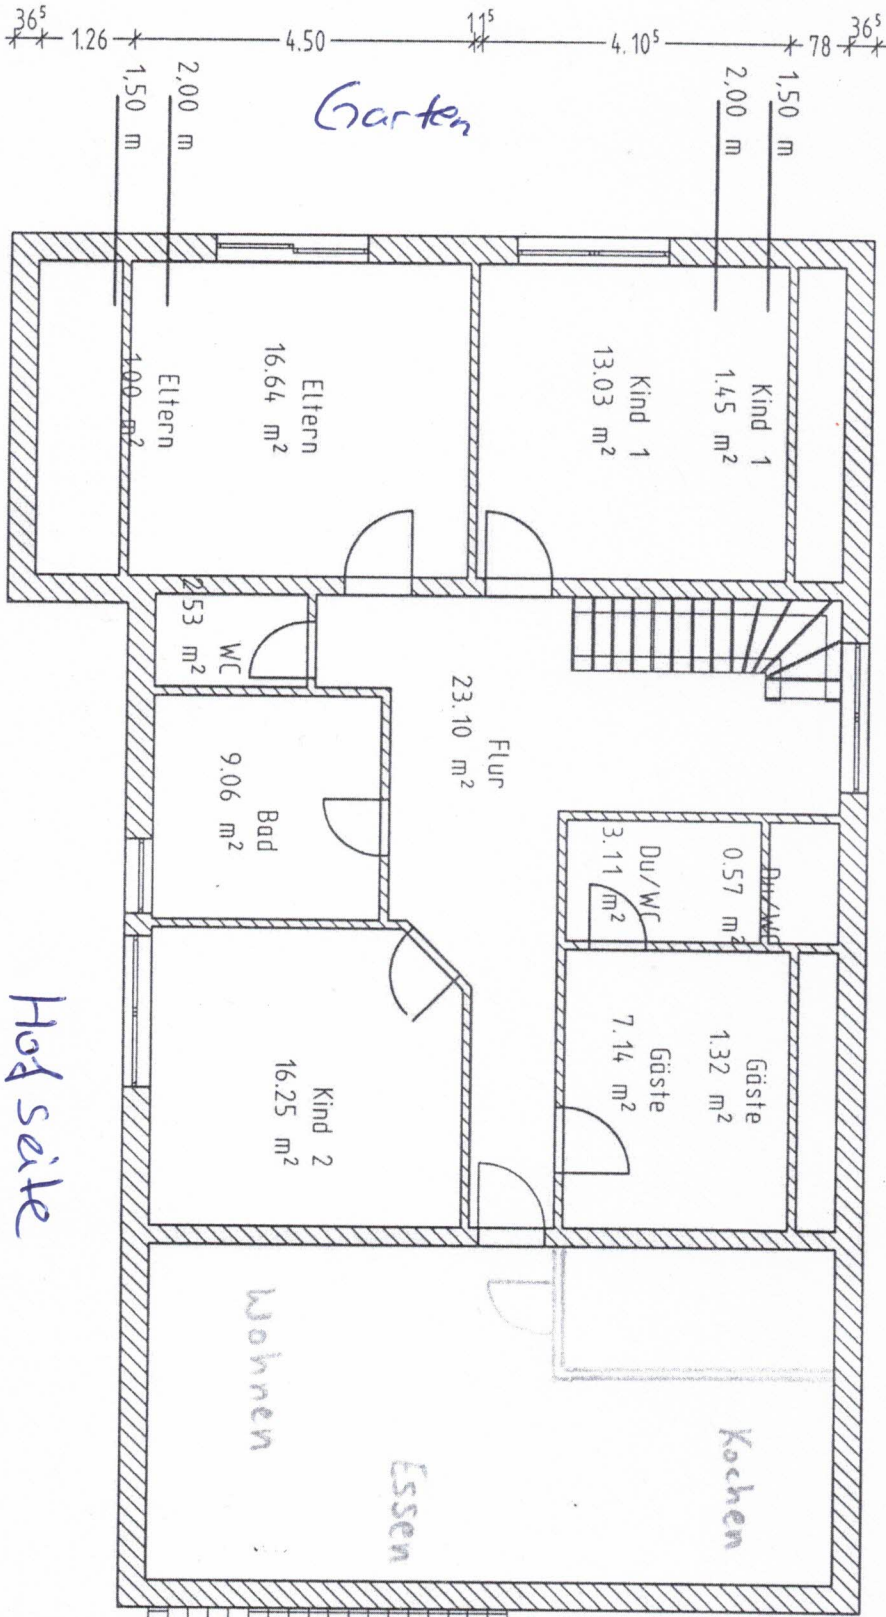 36⁵
1.26
4.50
11⁵
4.10⁵
78
36⁵
1,50 m
2,00 m
2,00 m
1,50 m
Garten
Kind 1
1.45 m²
Kind 1
13.03 m²
Eltern
16.64 m²
Eltern
1.00 m²
WC
2.53 m²
Flur
23.10 m²
Bad
9.06 m²
Du/WC
0.57 m²
Du/WC
3.11 m²
Gäste
1.32 m²
Gäste
7.14 m²
Kind 2
16.25 m²
Hofseite
Kochen
Essen
Wohnen